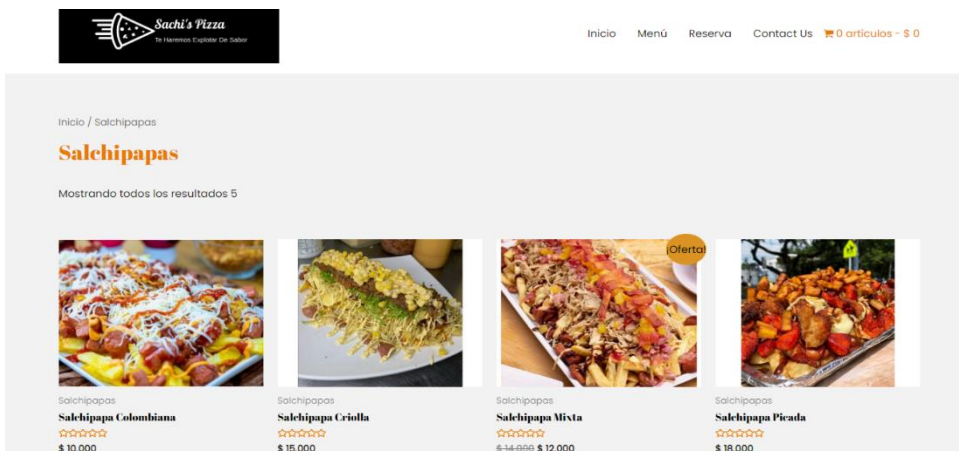 Sachi's Pizza
Te Haremos Explotar De Sabor
Inicio Menú Reserva Contact Us 0 artículos - $ 0
Inicio / Salchipapas
Salchipapas
Mostrando todos los resultados 5
¡Oferta!
Salchipapas Salchipapas Salchipapas Salchipapas
Salchipapa Colombiana Salchipapa Criolla Salchipapa Mixta Salchipapa Picada
$ 10.000 $ 15.000 $ 14.000 $ 12.000 $ 18.000